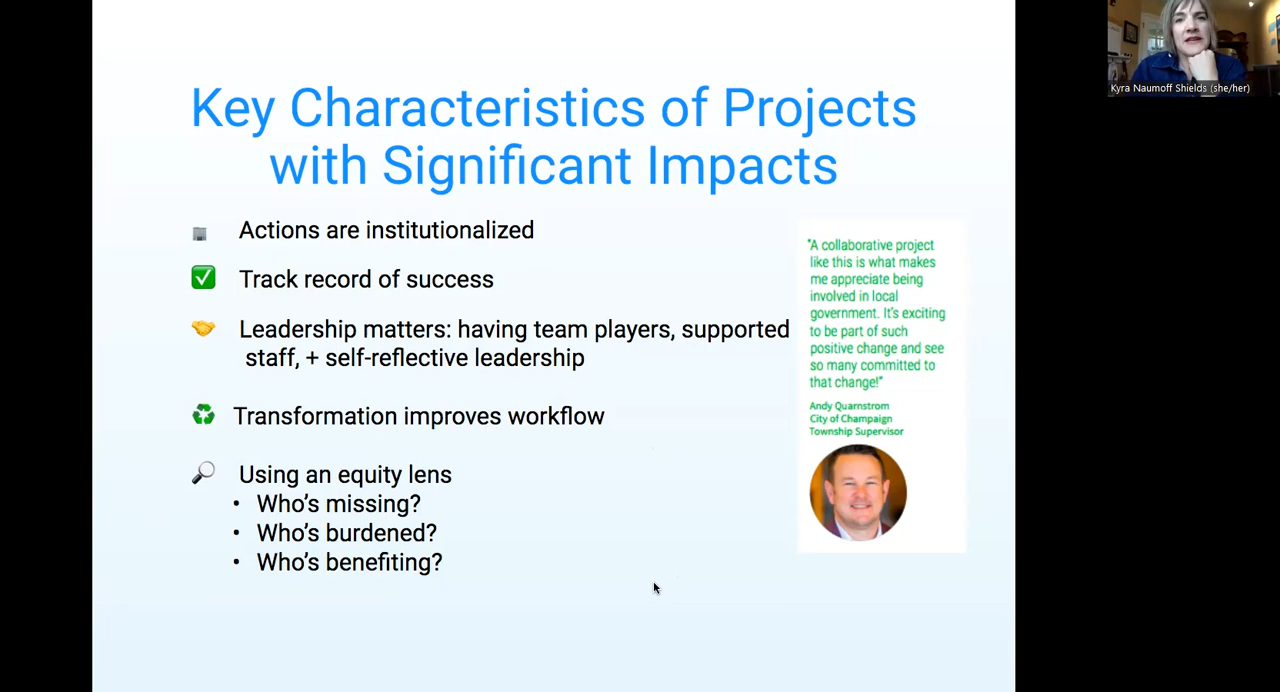 Key Characteristics of Projects
with Significant Impacts
Actions are institutionalized
Track record of success
Leadership matters: having team players, supported
staff, + self-reflective leadership
Transformation improves workflow
Using an equity lens
• Who’s missing?
• Who’s burdened?
• Who’s benefiting?
"A collaborative project
like this is what makes
me appreciate being
involved in local
government. It's exciting
to be part of such
positive change and see
so many committed to
that change!"
Andy Quarnstrom
City of Champaign
Township Supervisor
Kyra Naumoff Shields (she/her)